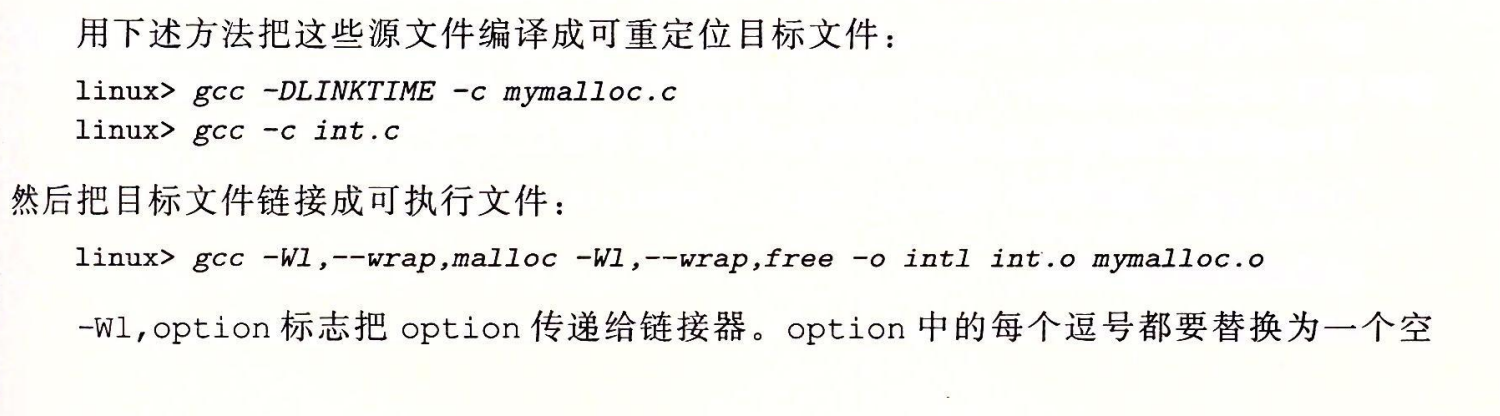 用下述方法把这些源文件编译成可重定位目标文件：
linux> gcc -DLINKTIME -c mymalloc.c
linux> gcc -c int.c
然后把目标文件链接成可执行文件：
linux> gcc -Wl,--wrap,malloc -Wl,--wrap,free -o intl int.o mymalloc.o
-Wl,option 标志把 option 传递给链接器。option 中的每个逗号都要替换为一个空